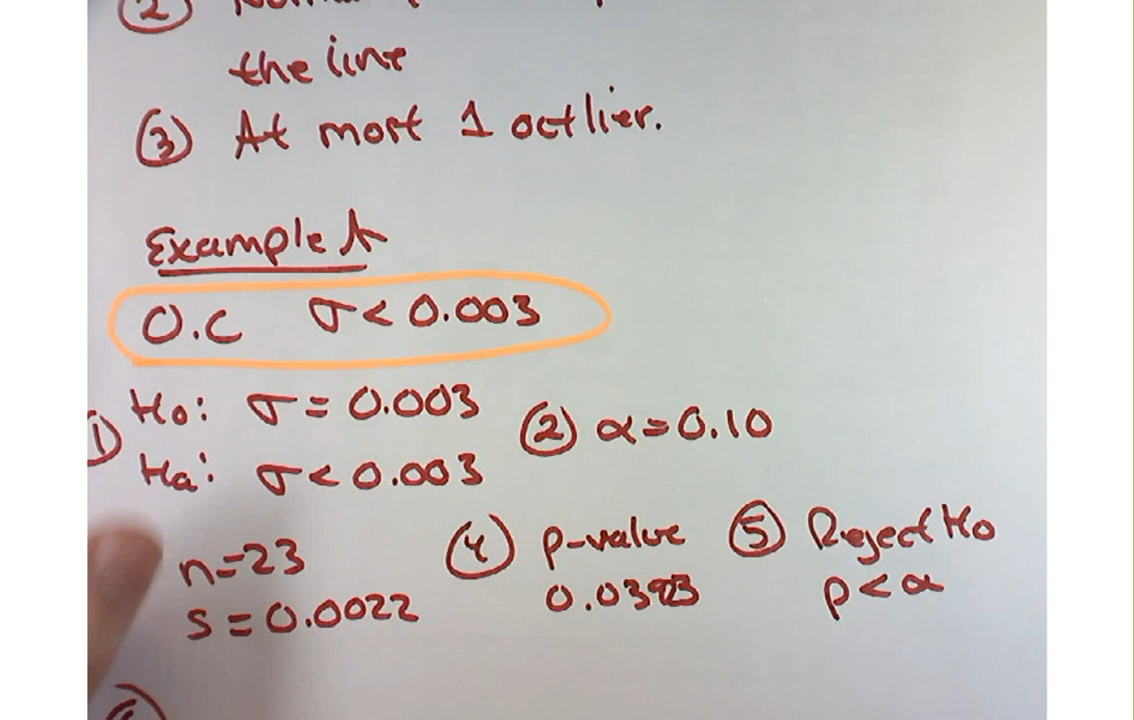 ②
the line
③ At most 1 outlier.
Example A
O.C σ < 0.003
① Ho: σ = 0.003
Ha: σ < 0.003
② α = 0.10
n = 23
s = 0.0022
④ p-value
0.0393
⑤ Reject Ho
p < α